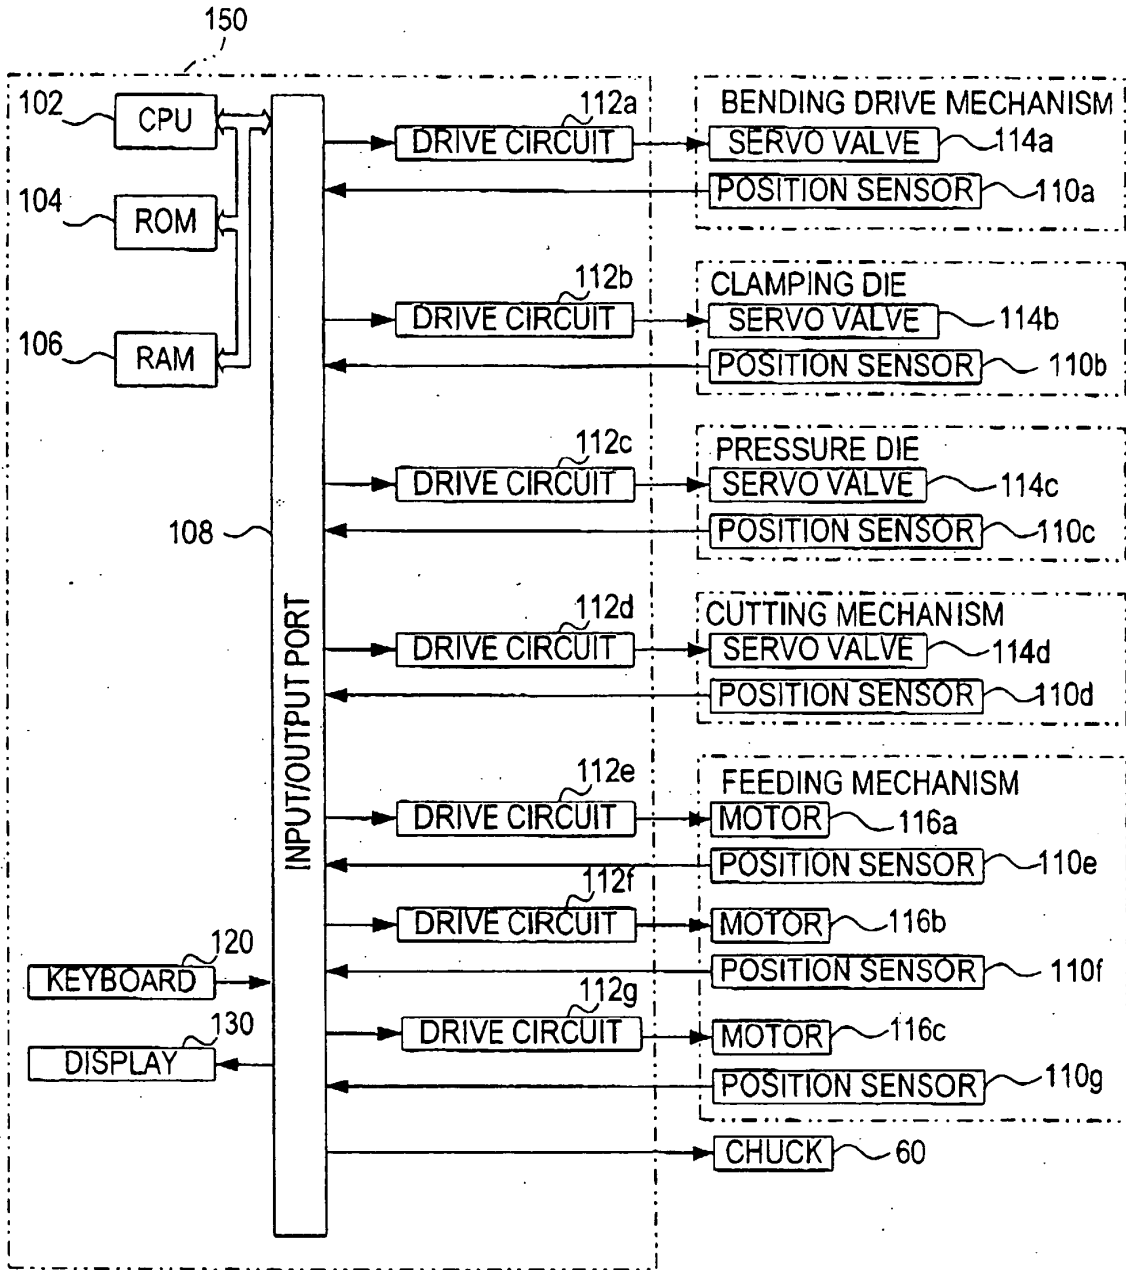 150
102
CPU
104
ROM
106
RAM
108
INPUT/OUTPUT PORT
120
KEYBOARD
130
DISPLAY
112a
DRIVE CIRCUIT
BENDING DRIVE MECHANISM
SERVO VALVE
114a
POSITION SENSOR
110a
112b
DRIVE CIRCUIT
CLAMPING DIE
SERVO VALVE
114b
POSITION SENSOR
110b
112c
DRIVE CIRCUIT
PRESSURE DIE
SERVO VALVE
114c
POSITION SENSOR
110c
112d
DRIVE CIRCUIT
CUTTING MECHANISM
SERVO VALVE
114d
POSITION SENSOR
110d
112e
DRIVE CIRCUIT
FEEDING MECHANISM
MOTOR
116a
POSITION SENSOR
110e
112f
DRIVE CIRCUIT
MOTOR
116b
POSITION SENSOR
110f
112g
DRIVE CIRCUIT
MOTOR
116c
POSITION SENSOR
110g
CHUCK
60